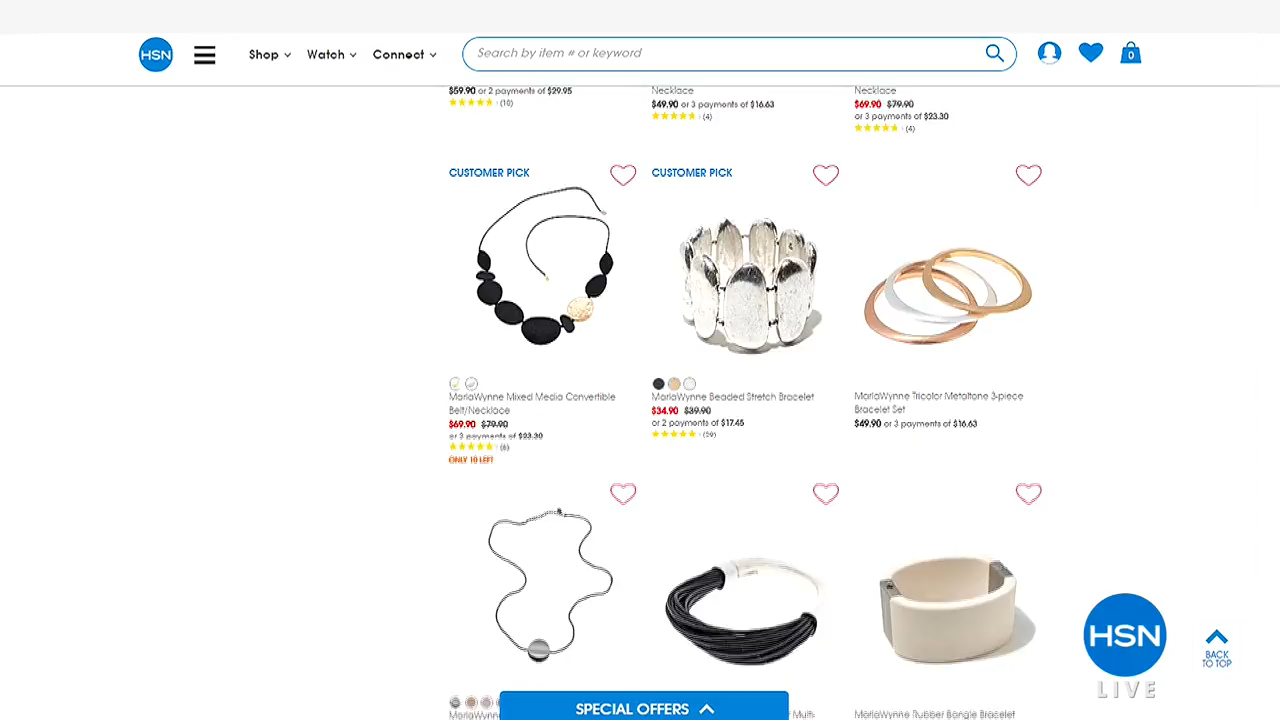 HSN
Shop
Watch
Connect
Search by item # or keyword
0
$59.90 or 2 payments of $29.95
(10)
Necklace
$49.90 or 3 payments of $16.63
(4)
Necklace
$69.90 $79.90
or 3 payments of $23.30
(4)
CUSTOMER PICK
CUSTOMER PICK
MarlaWynne Mixed Media Convertible
Belt/Necklace
$69.90 $79.90
or 3 payments of $23.30
(6)
ONLY 10 LEFT
MarlaWynne Beaded Stretch Bracelet
$34.90 $39.90
or 2 payments of $17.45
(29)
MarlaWynne Tricolor Metaltone 3-piece
Bracelet Set
$49.90 or 3 payments of $16.63
MarlaWynne
Multi-
MarlaWynne Rubber Bangle Bracelet
SPECIAL OFFERS
HSN
LIVE
BACK
TO TOP